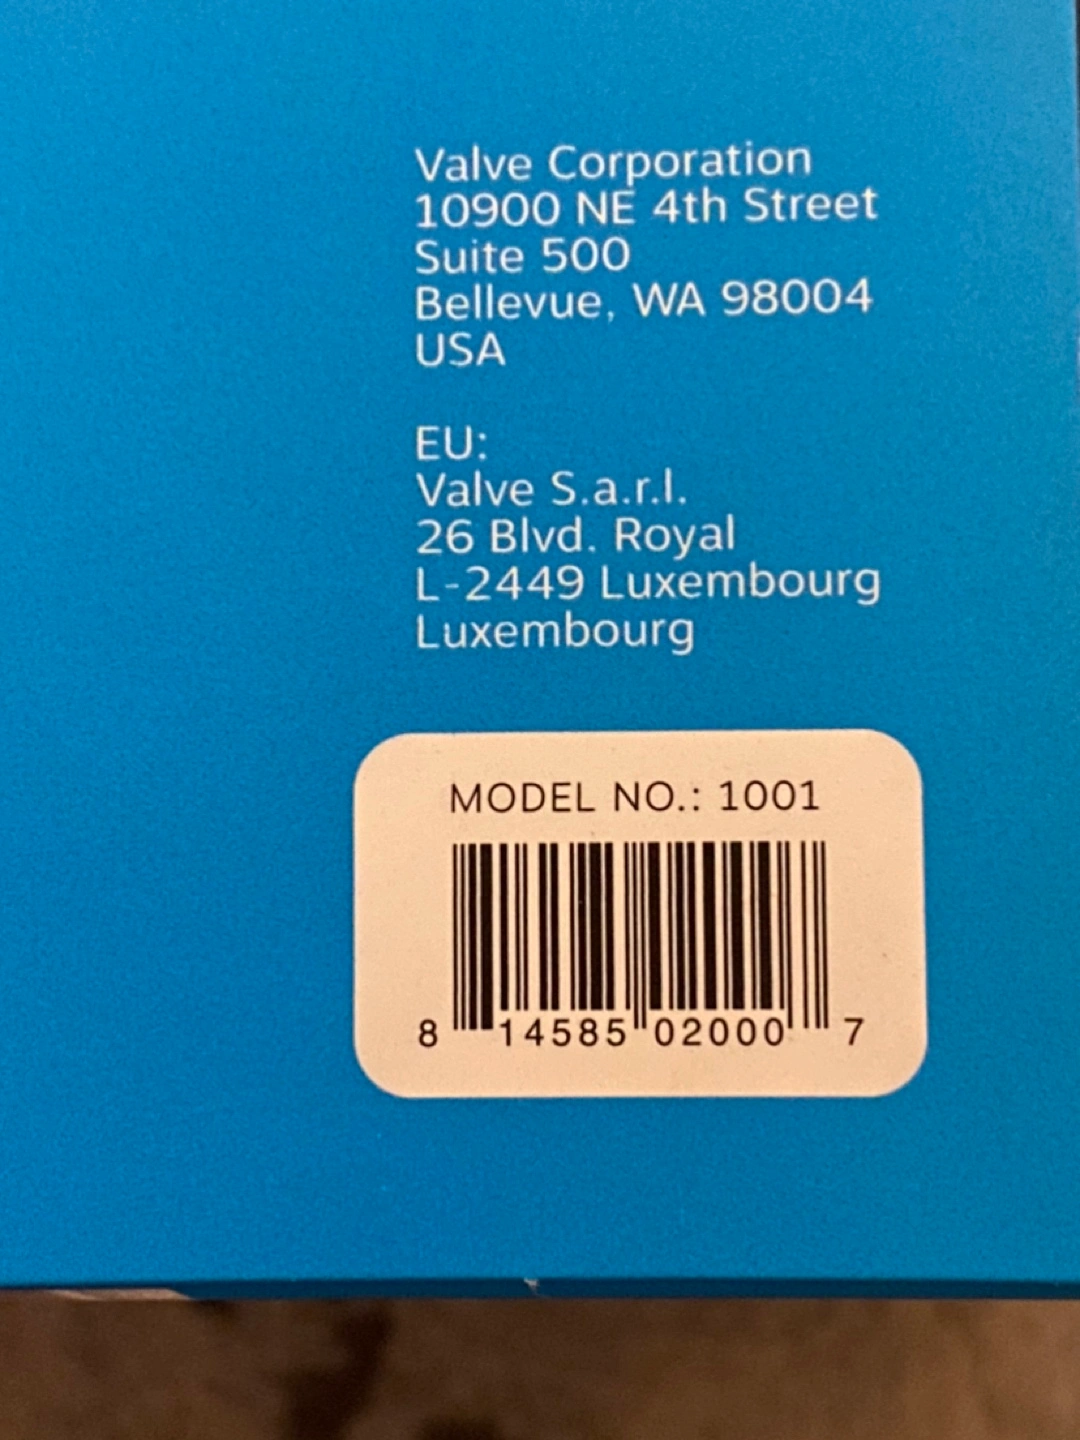 Valve Corporation
10900 NE 4th Street
Suite 500
Bellevue, WA 98004
USA
EU:
Valve S.a.r.l.
26 Blvd. Royal
L-2449 Luxembourg
Luxembourg
MODEL NO.: 1001
8 14585 02000 7